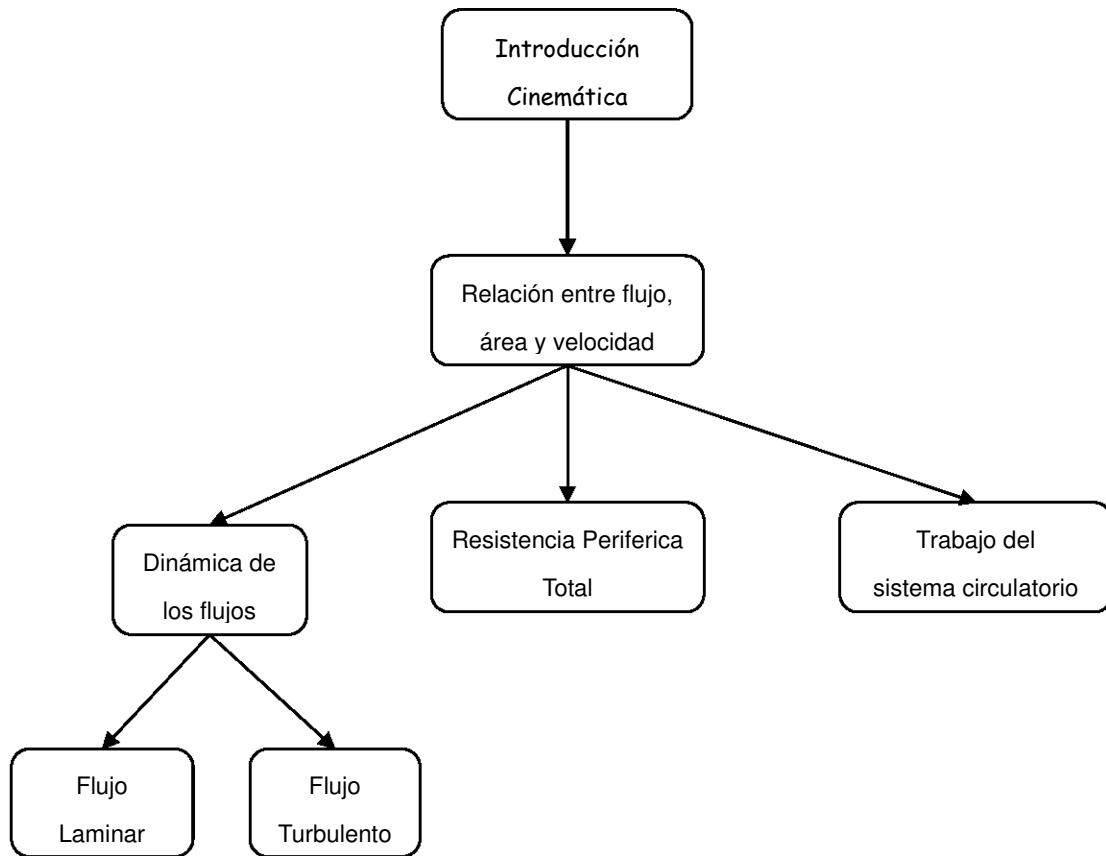 Introducción
Cinemática
Relación entre flujo,
área y velocidad
Dinámica de
los flujos
Resistencia Periferica
Total
Trabajo del
sistema circulatorio
Flujo
Laminar
Flujo
Turbulento